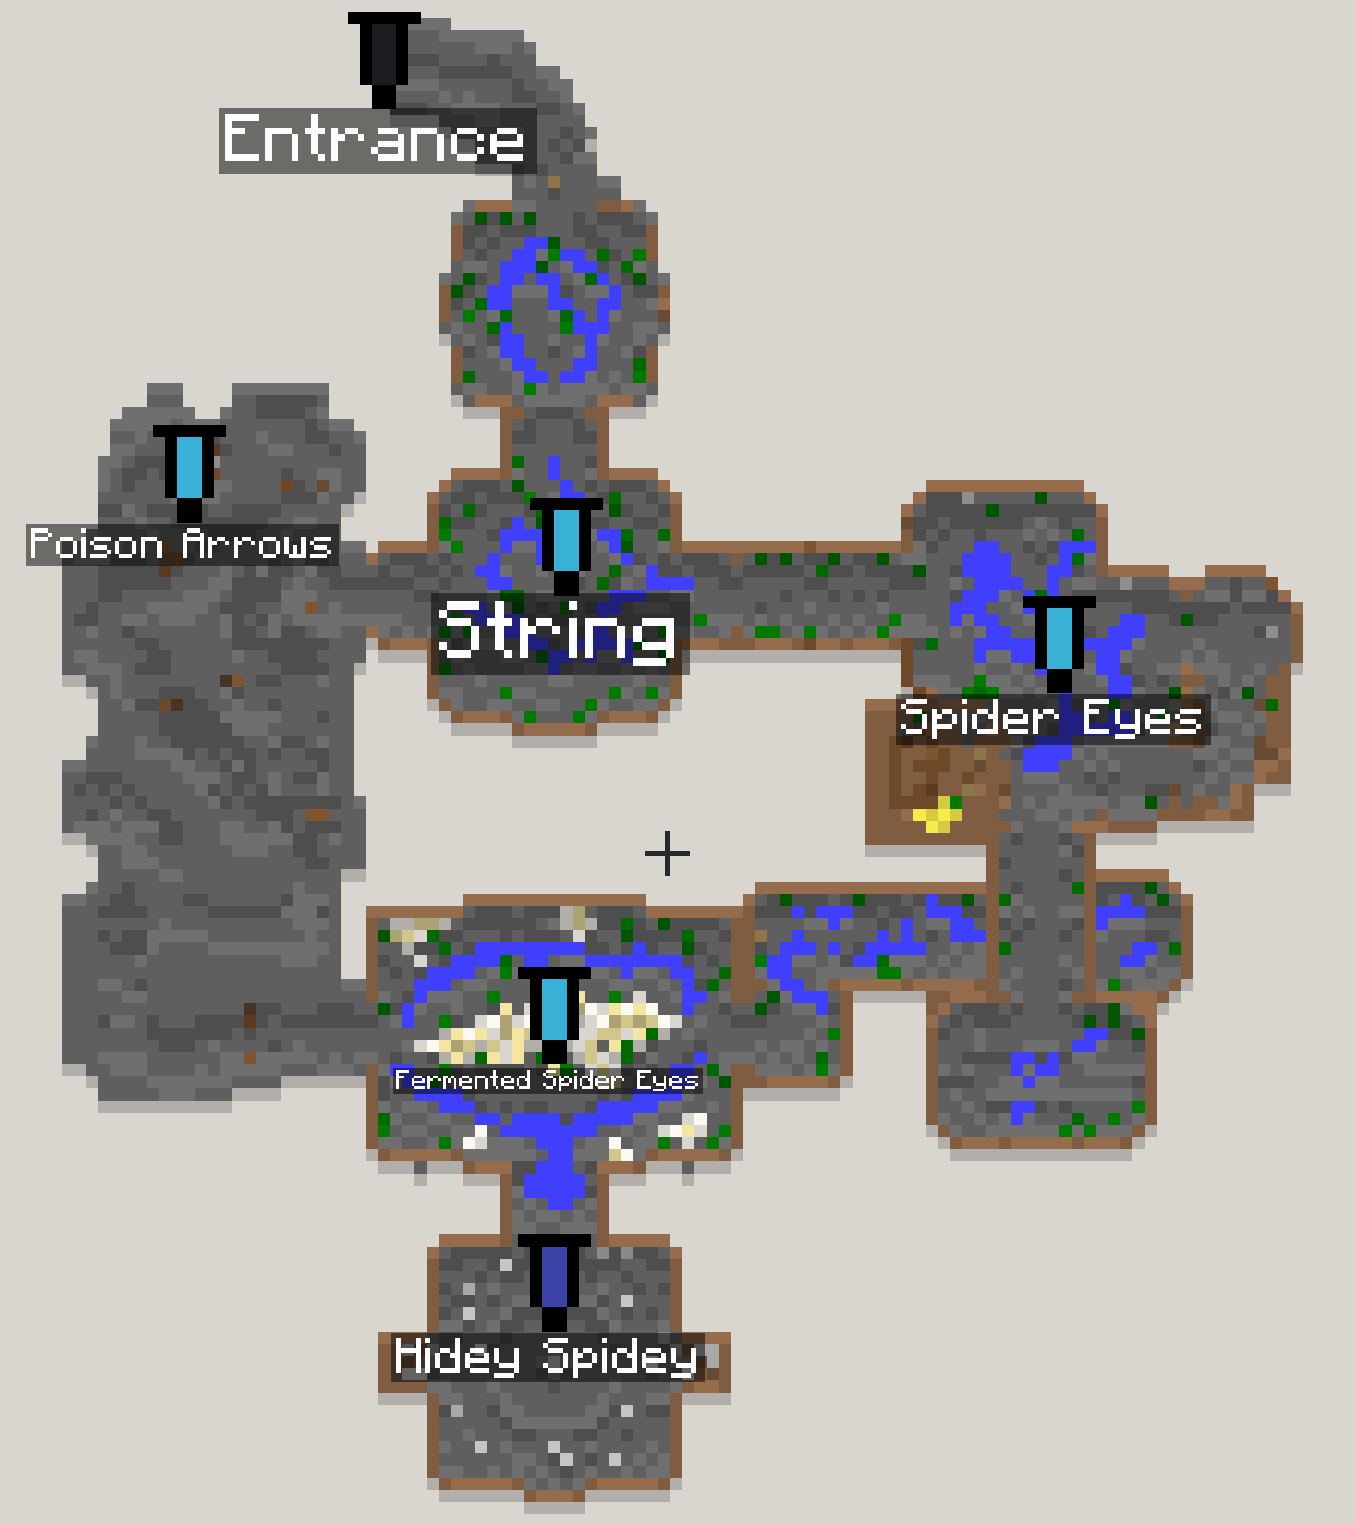 Entrance
Poison Arrows
String
Spider Eyes
Fermented Spider Eyes
Hidey Spidey